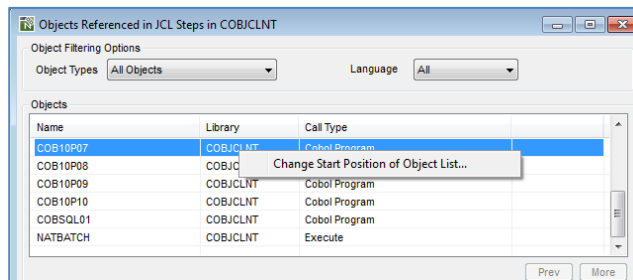 Objects Referenced in JCL Steps in COBJCLNT
Object Filtering Options
Object Types All Objects Language All
Objects
Name Library Call Type
COB10P07 COBJCLNT Cobol Program
Change Start Position of Object List...
COB10P08
COB10P09 COBJCLNT Cobol Program
COB10P10 COBJCLNT Cobol Program
COBSQL01 COBJCLNT Cobol Program
NATBATCH COBJCLNT Execute
Prev More